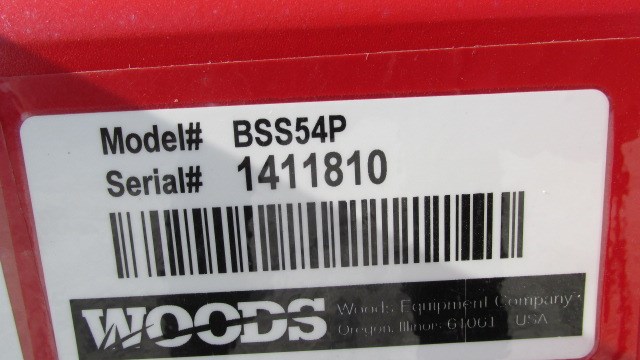 Model# BSS54P
Serial# 1411810
WOODS
Woods Equipment Company
Oregon, Illinois 61061 USA